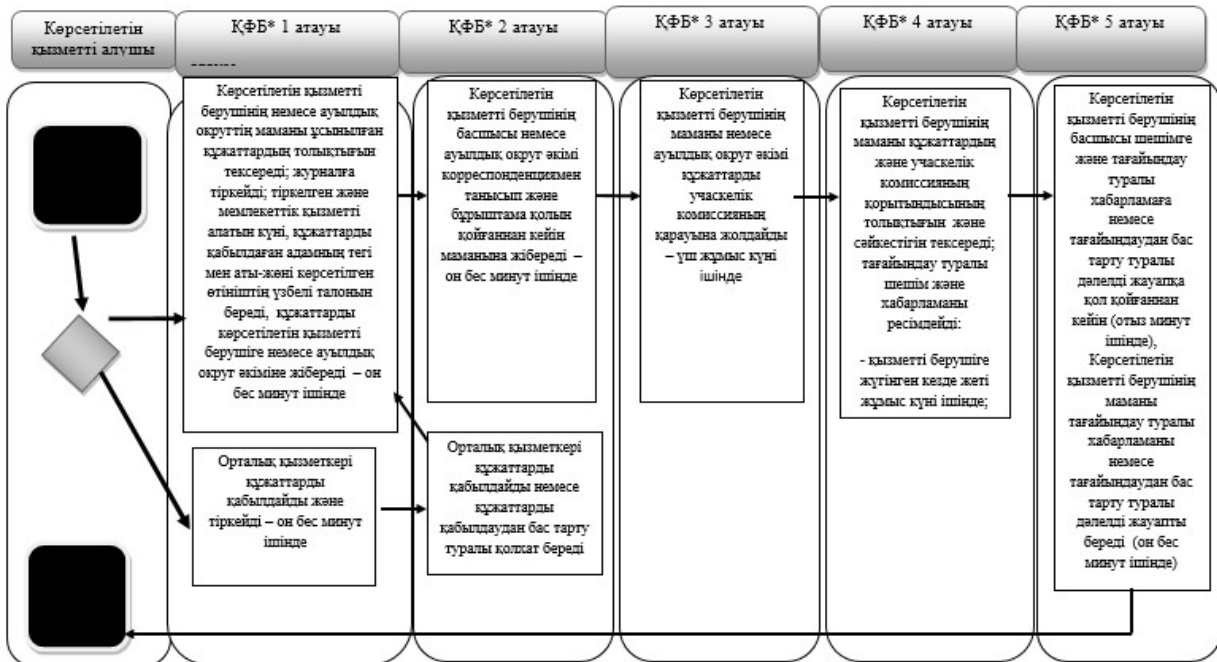 Көрсетілетін
қызметті алушы
ҚФБ* 1 атауы
ҚФБ* 2 атауы
ҚФБ* 3 атауы
ҚФБ* 4 атауы
ҚФБ* 5 атауы
Көрсетілетін қызметті
берушінің немесе ауылдық
округтің маманы ұсынылған
құжаттардың толықтығын
тексереді; журналға
тіркейді; тіркелген және
мемлекеттік қызметті
алатын күні, құжаттарды
қабылдаған адамның тегі
мен аты-жөні көрсетілген
өтініштің үзбелі талонын
береді, құжаттарды
көрсетілетін қызметті
берушіге немесе ауылдық
округ әкіміне жібереді – он
бес минут ішінде
Орталық қызметкері
құжаттарды
қабылдайды және
тіркейді – он бес минут
ішінде
Көрсетілетін
қызметті берушінің
басшысы немесе
ауылдық округ әкімі
корреспонденциямен
танысып және
бұрыштама қолын
қойғаннан кейін
маманына жібереді –
он бес минут ішінде
Орталық қызметкері
құжаттарды
қабылдайды немесе
құжаттарды
қабылдаудан бас тарту
туралы қолхат береді
Көрсетілетін
қызметті берушінің
маманы немесе
ауылдық округ әкімі
құжаттарды
учаскелік
комиссияның
қарауына жолдайды
– үш жұмыс күні
ішінде
Көрсетілетін
қызметті берушінің
маманы құжаттардың
және учаскелік
комиссияның
қорытындысының
толықтығын және
сәйкестігін тексереді;
тағайындау туралы
шешім және
хабарламаны
ресімдейді:
- қызметті берушіге
жүгінген кезде жеті
жұмыс күні ішінде;
Көрсетілетін
қызметті берушінің
басшысы шешімге
және тағайындау
туралы
хабарламаға
немесе
тағайындаудан бас
тарту туралы
дәлелді жауапқа
қол қойғаннан
кейін (отыз минут
ішінде),
Көрсетілетін
қызметті берушінің
маманы
тағайындау туралы
хабарламаны
немесе
тағайындаудан бас
тарту туралы
дәлелді жауапты
береді (он бес
минут ішінде)